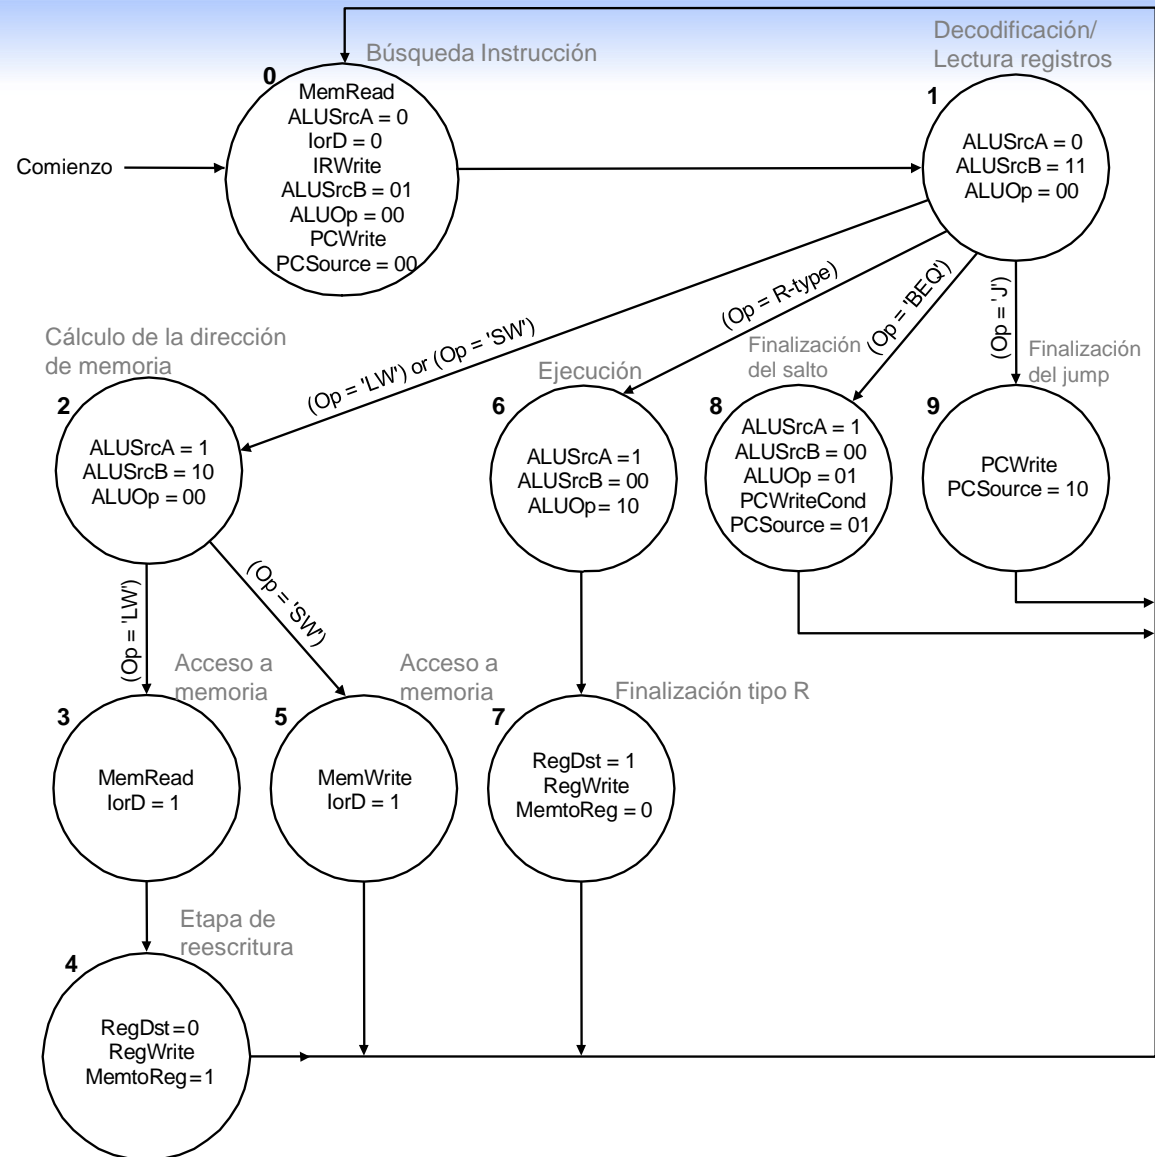 Búsqueda Instrucción
0
MemRead
ALUSrcA = 0
IorD = 0
IRWrite
ALUSrcB = 01
ALUOp = 00
PCWrite
PCSource = 00
Comienzo
Decodificación/
Lectura registros
1
ALUSrcA = 0
ALUSrcB = 11
ALUOp = 00
(Op = 'LW') or (Op = 'SW')
(Op = R-type)
(Op = 'BEQ')
(Op = 'J')
Cálculo de la dirección
de memoria
2
ALUSrcA = 1
ALUSrcB = 10
ALUOp = 00
Ejecución
6
ALUSrcA = 1
ALUSrcB = 00
ALUOp = 10
Finalización
del salto
8
ALUSrcA = 1
ALUSrcB = 00
ALUOp = 01
PCWriteCond
PCSource = 01
Finalización
del jump
9
PCWrite
PCSource = 10
(Op = 'LW')
(Op = 'SW')
Acceso a
memoria
3
MemRead
IorD = 1
Acceso a
memoria
5
MemWrite
IorD = 1
Finalización tipo R
7
RegDst = 1
RegWrite
MemtoReg = 0
Etapa de
reescritura
4
RegDst = 0
RegWrite
MemtoReg = 1